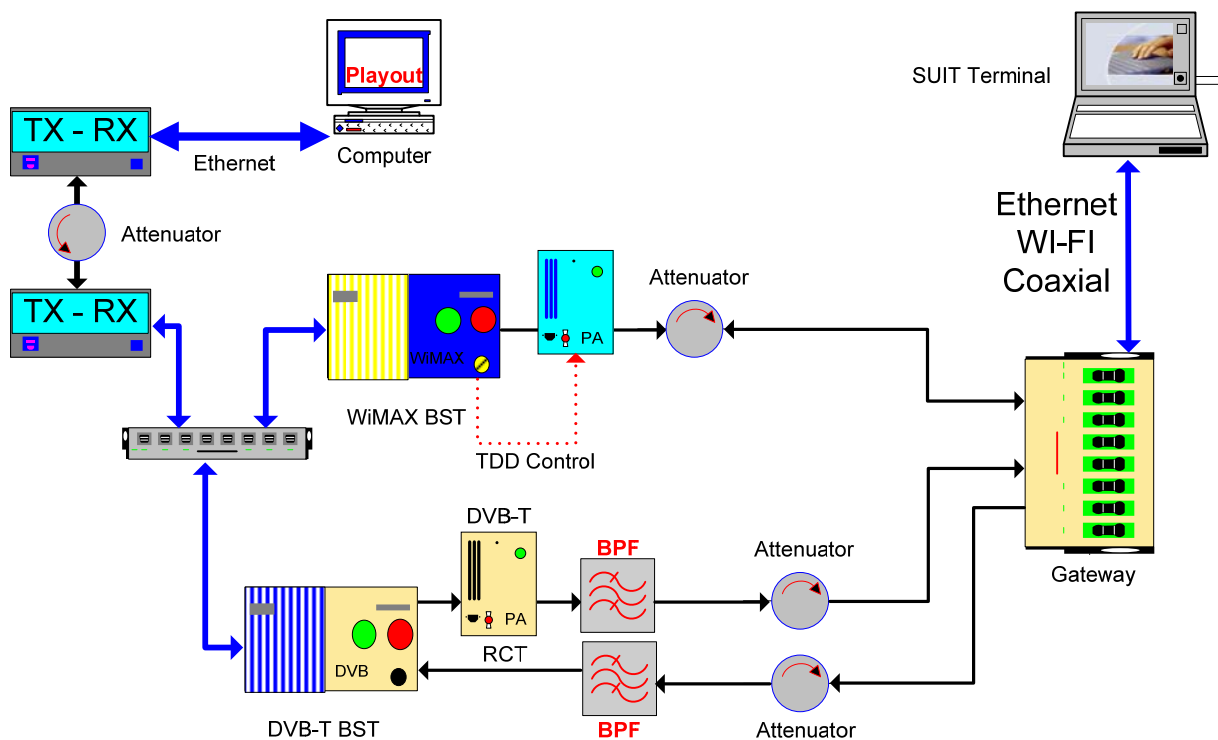 Playout
SUIT Terminal
TX - RX
Ethernet
Computer
Attenuator
Ethernet
WI-FI
Coaxial
Attenuator
TX - RX
PA
WiMAX
WiMAX BST
TDD Control
DVB-T
BPF
Attenuator
Gateway
PA
RCT
DVB
BPF
Attenuator
DVB-T BST